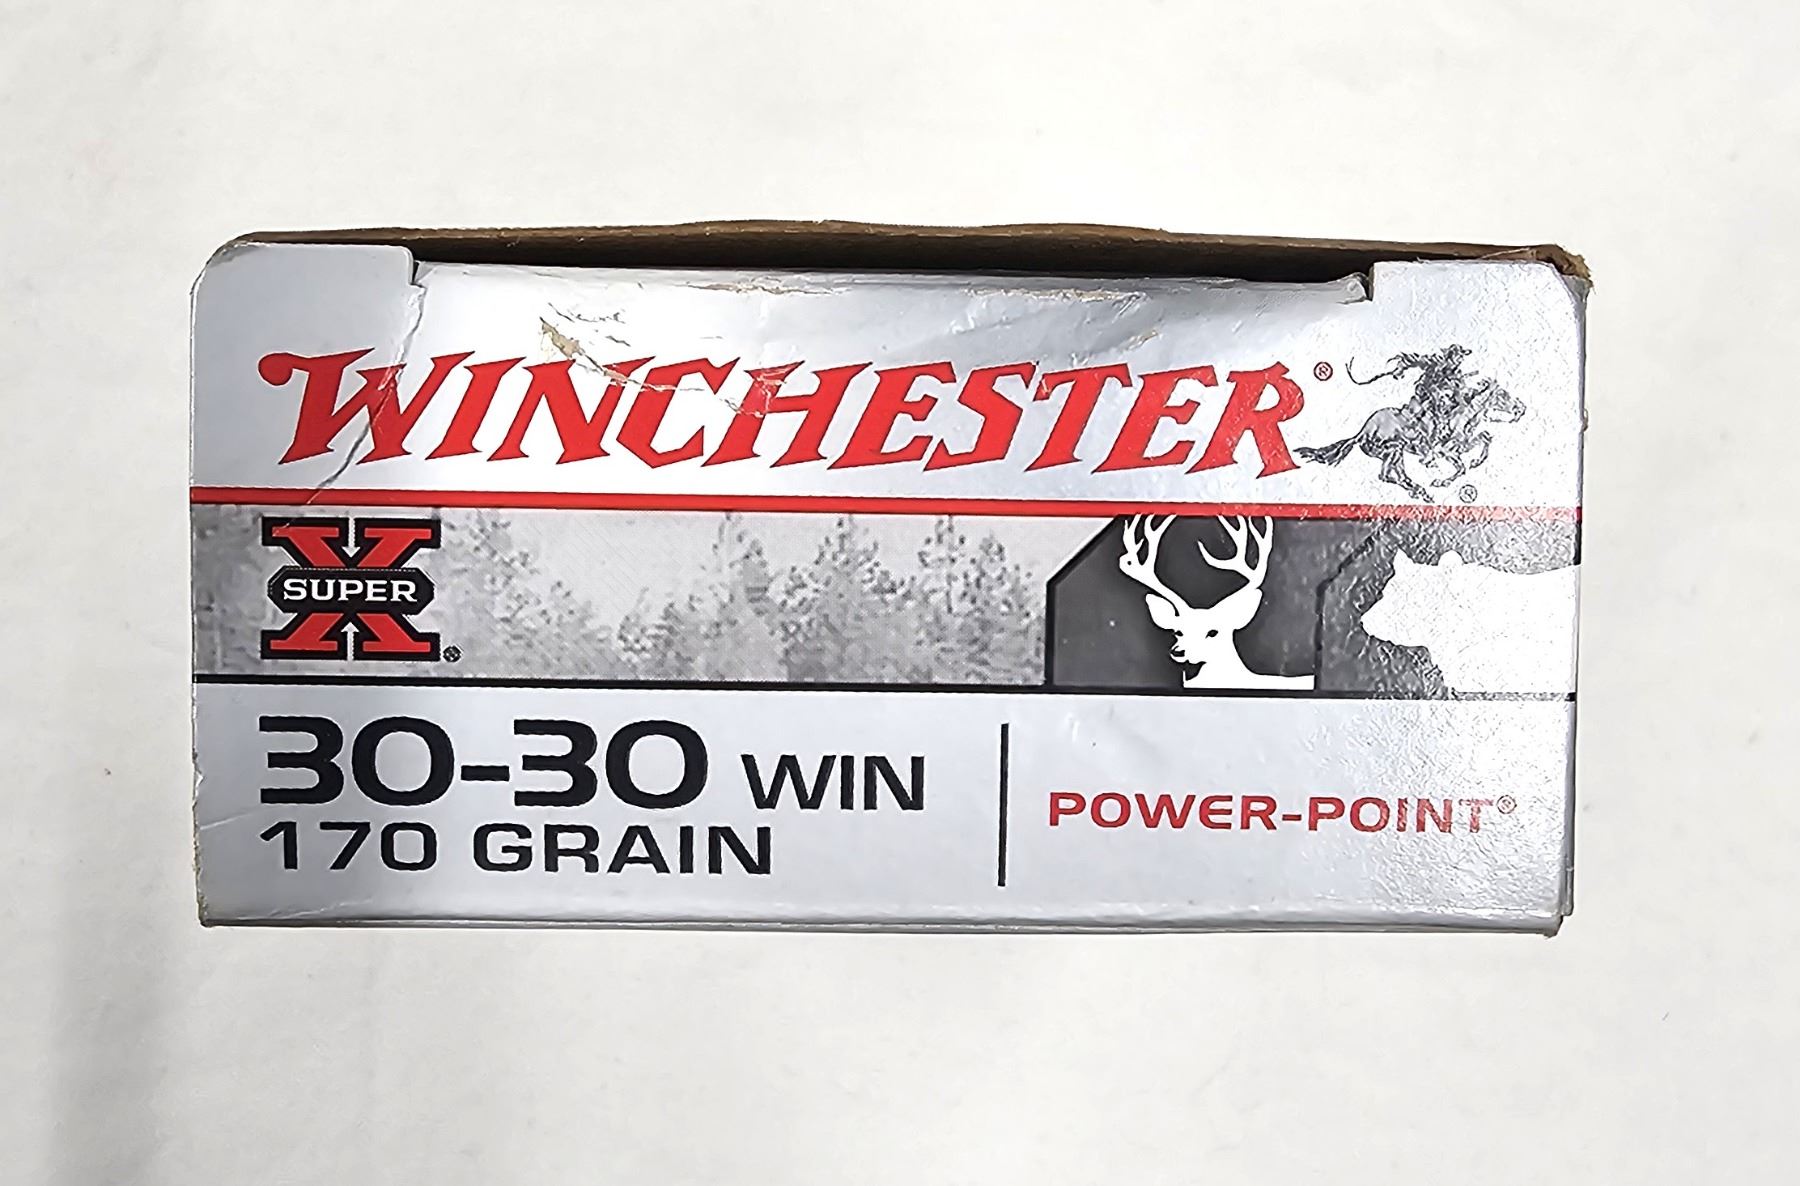 WINCHESTER®
®
SUPER X®
30-30 WIN
170 GRAIN
POWER-POINT®